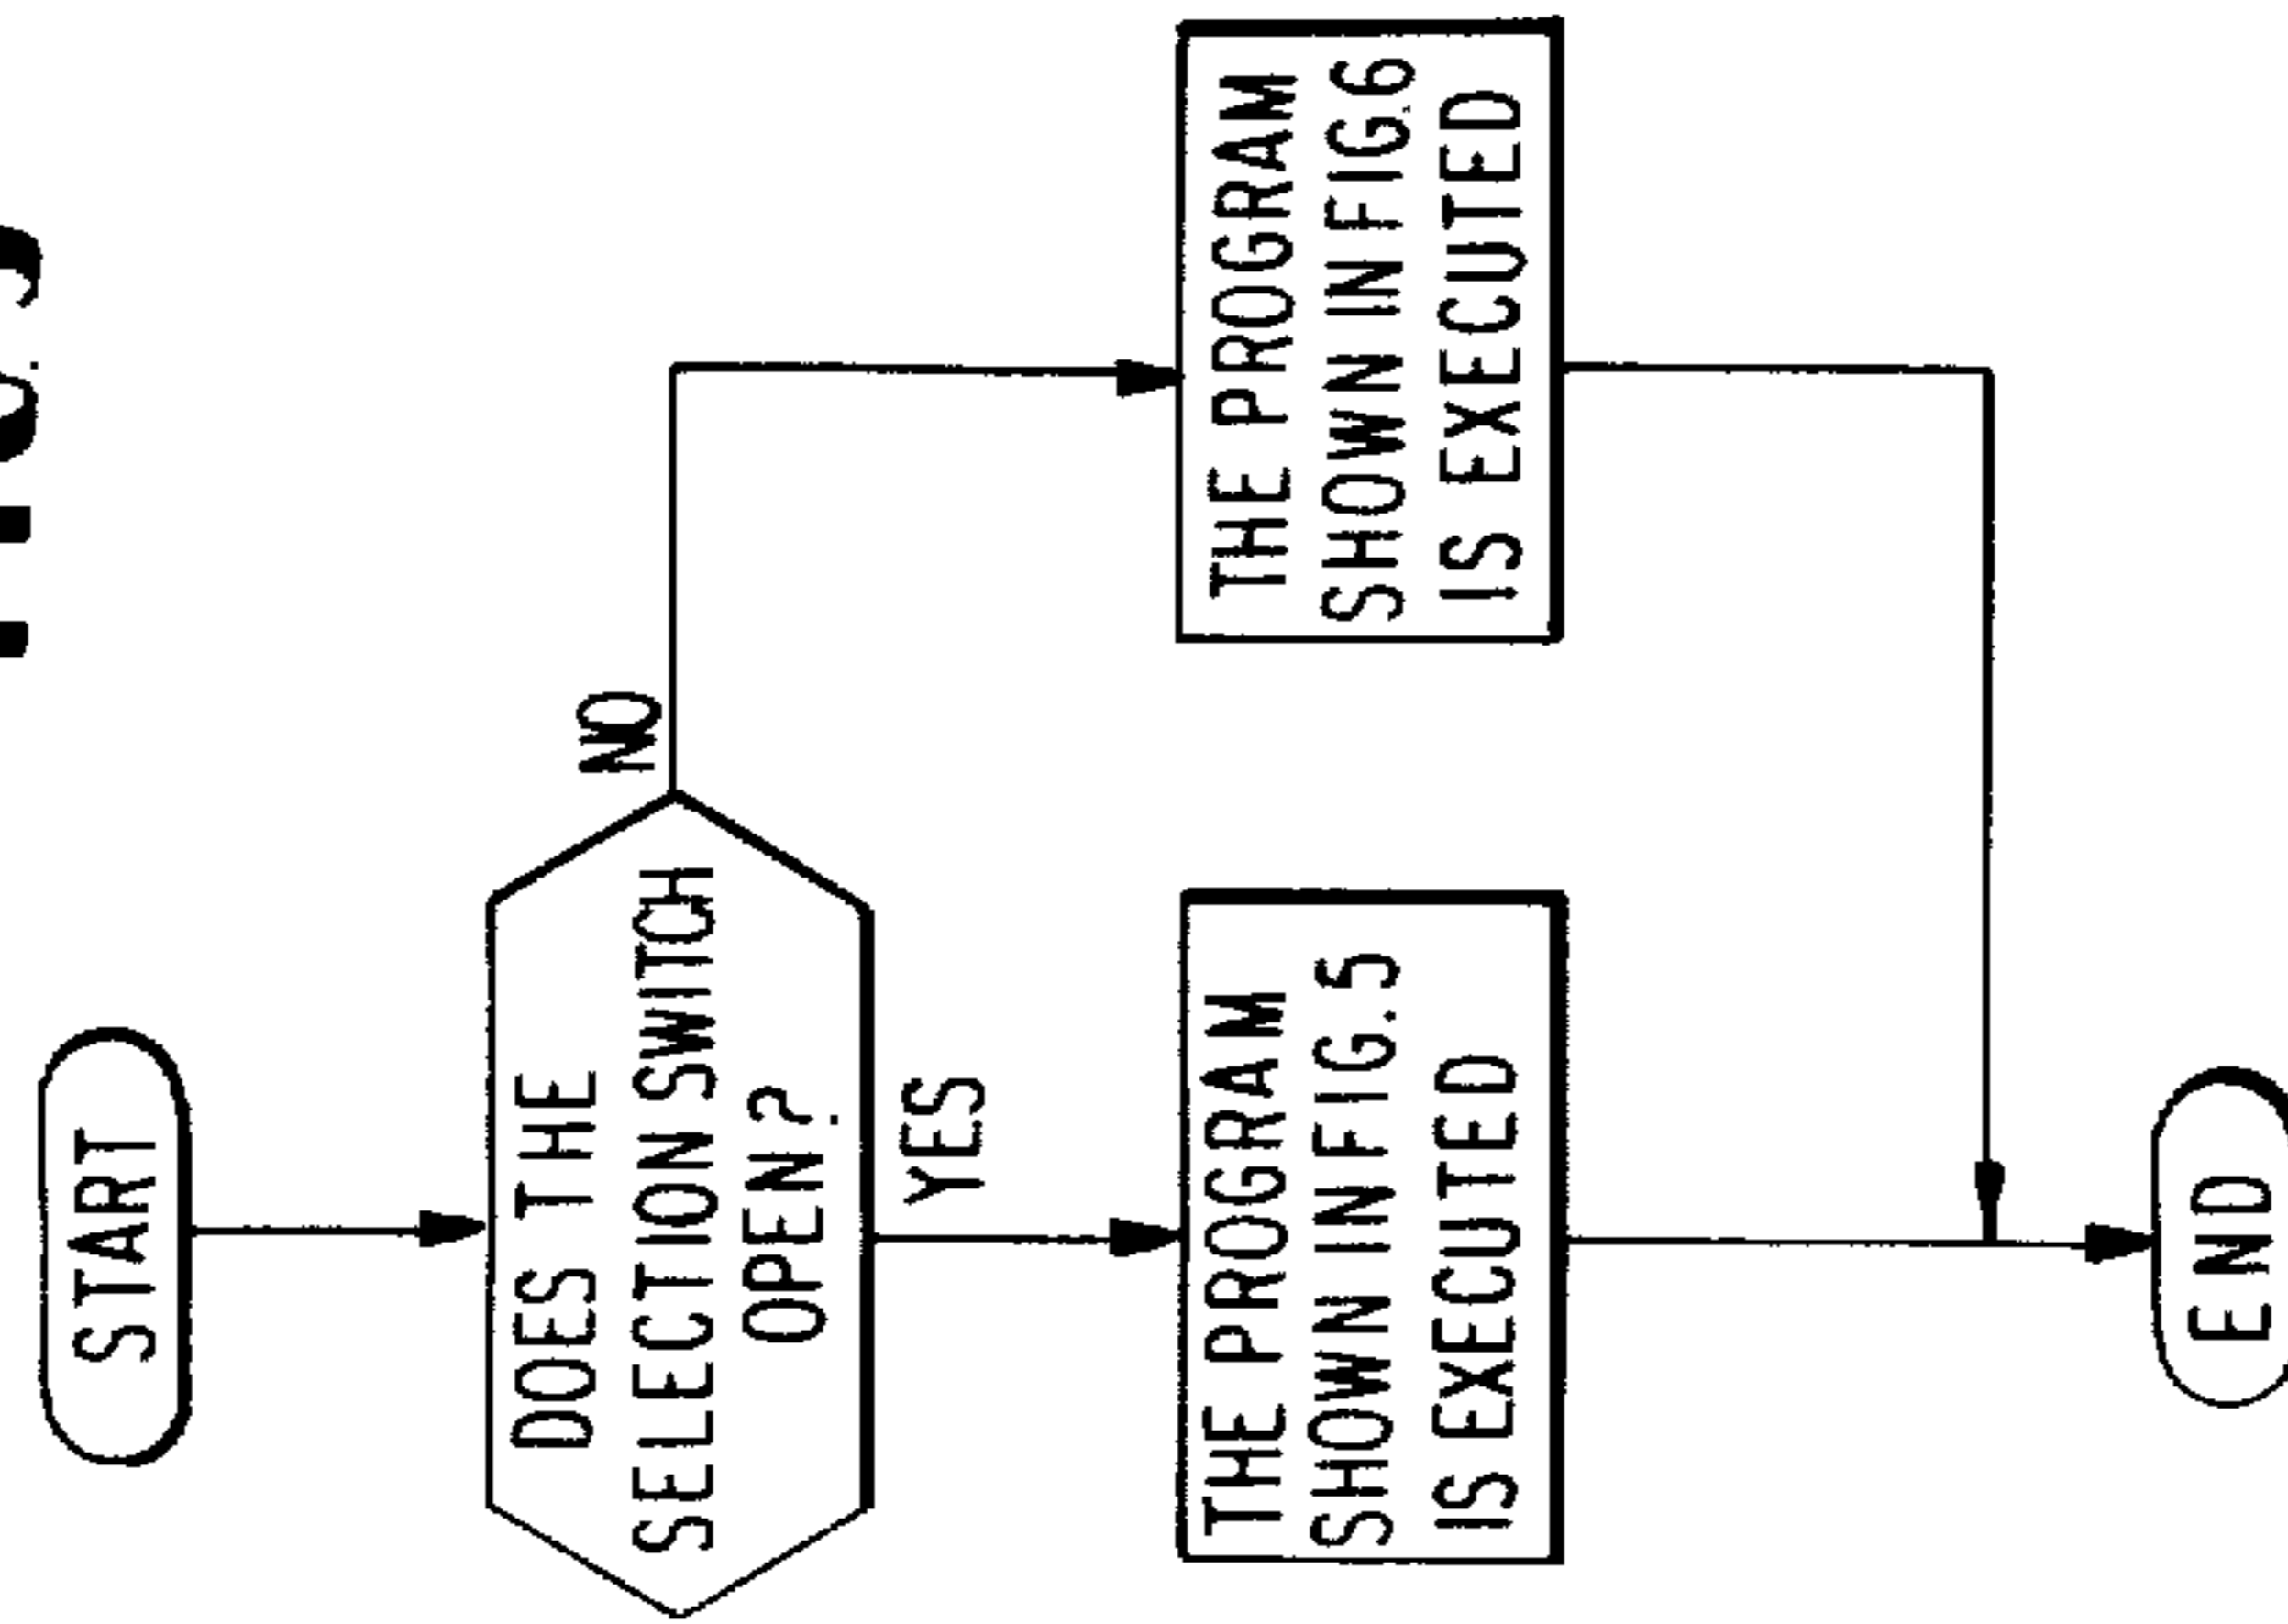 START
DOES THE
SELECTION SWITCH
OPEN?
NO
YES
THE PROGRAM
SHOWN IN FIG. 5
IS EXECUTED
THE PROGRAM
SHOWN IN FIG.6
IS EXECUTED
END